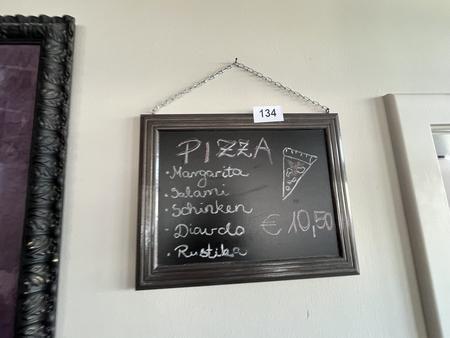 134
PIZZA
• Margarita
• Salami
• Schinken
• Diavolo
• Rustika
€ 10,50